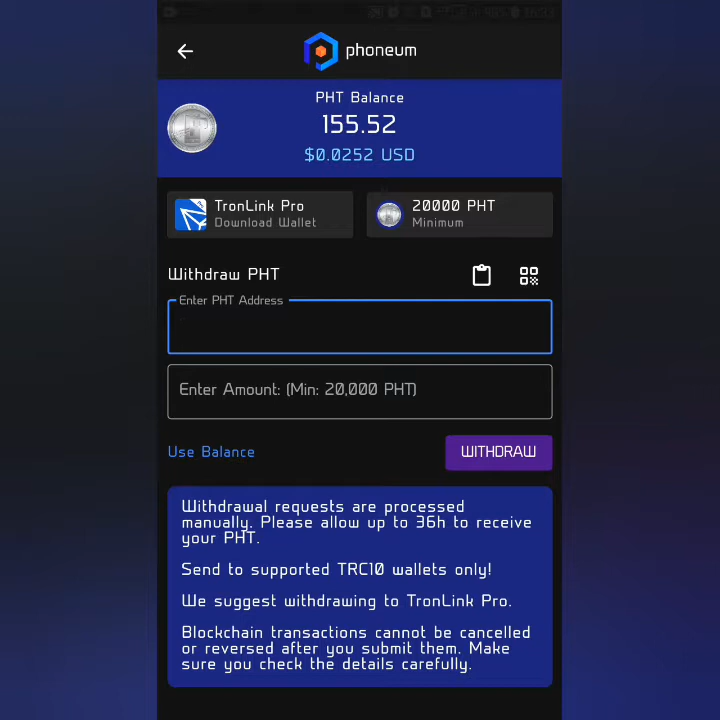 phoneum
PHT Balance
155.52
$0.0252 USD
TronLink Pro
Download Wallet
20000 PHT
Minimum
Withdraw PHT
Enter PHT Address
Enter Amount: (Min: 20,000 PHT)
Use Balance
WITHDRAW
Withdrawal requests are processed
manually. Please allow up to 36h to receive
your PHT.
Send to supported TRC10 wallets only!
We suggest withdrawing to TronLink Pro.
Blockchain transactions cannot be cancelled
or reversed after you submit them. Make
sure you check the details carefully.